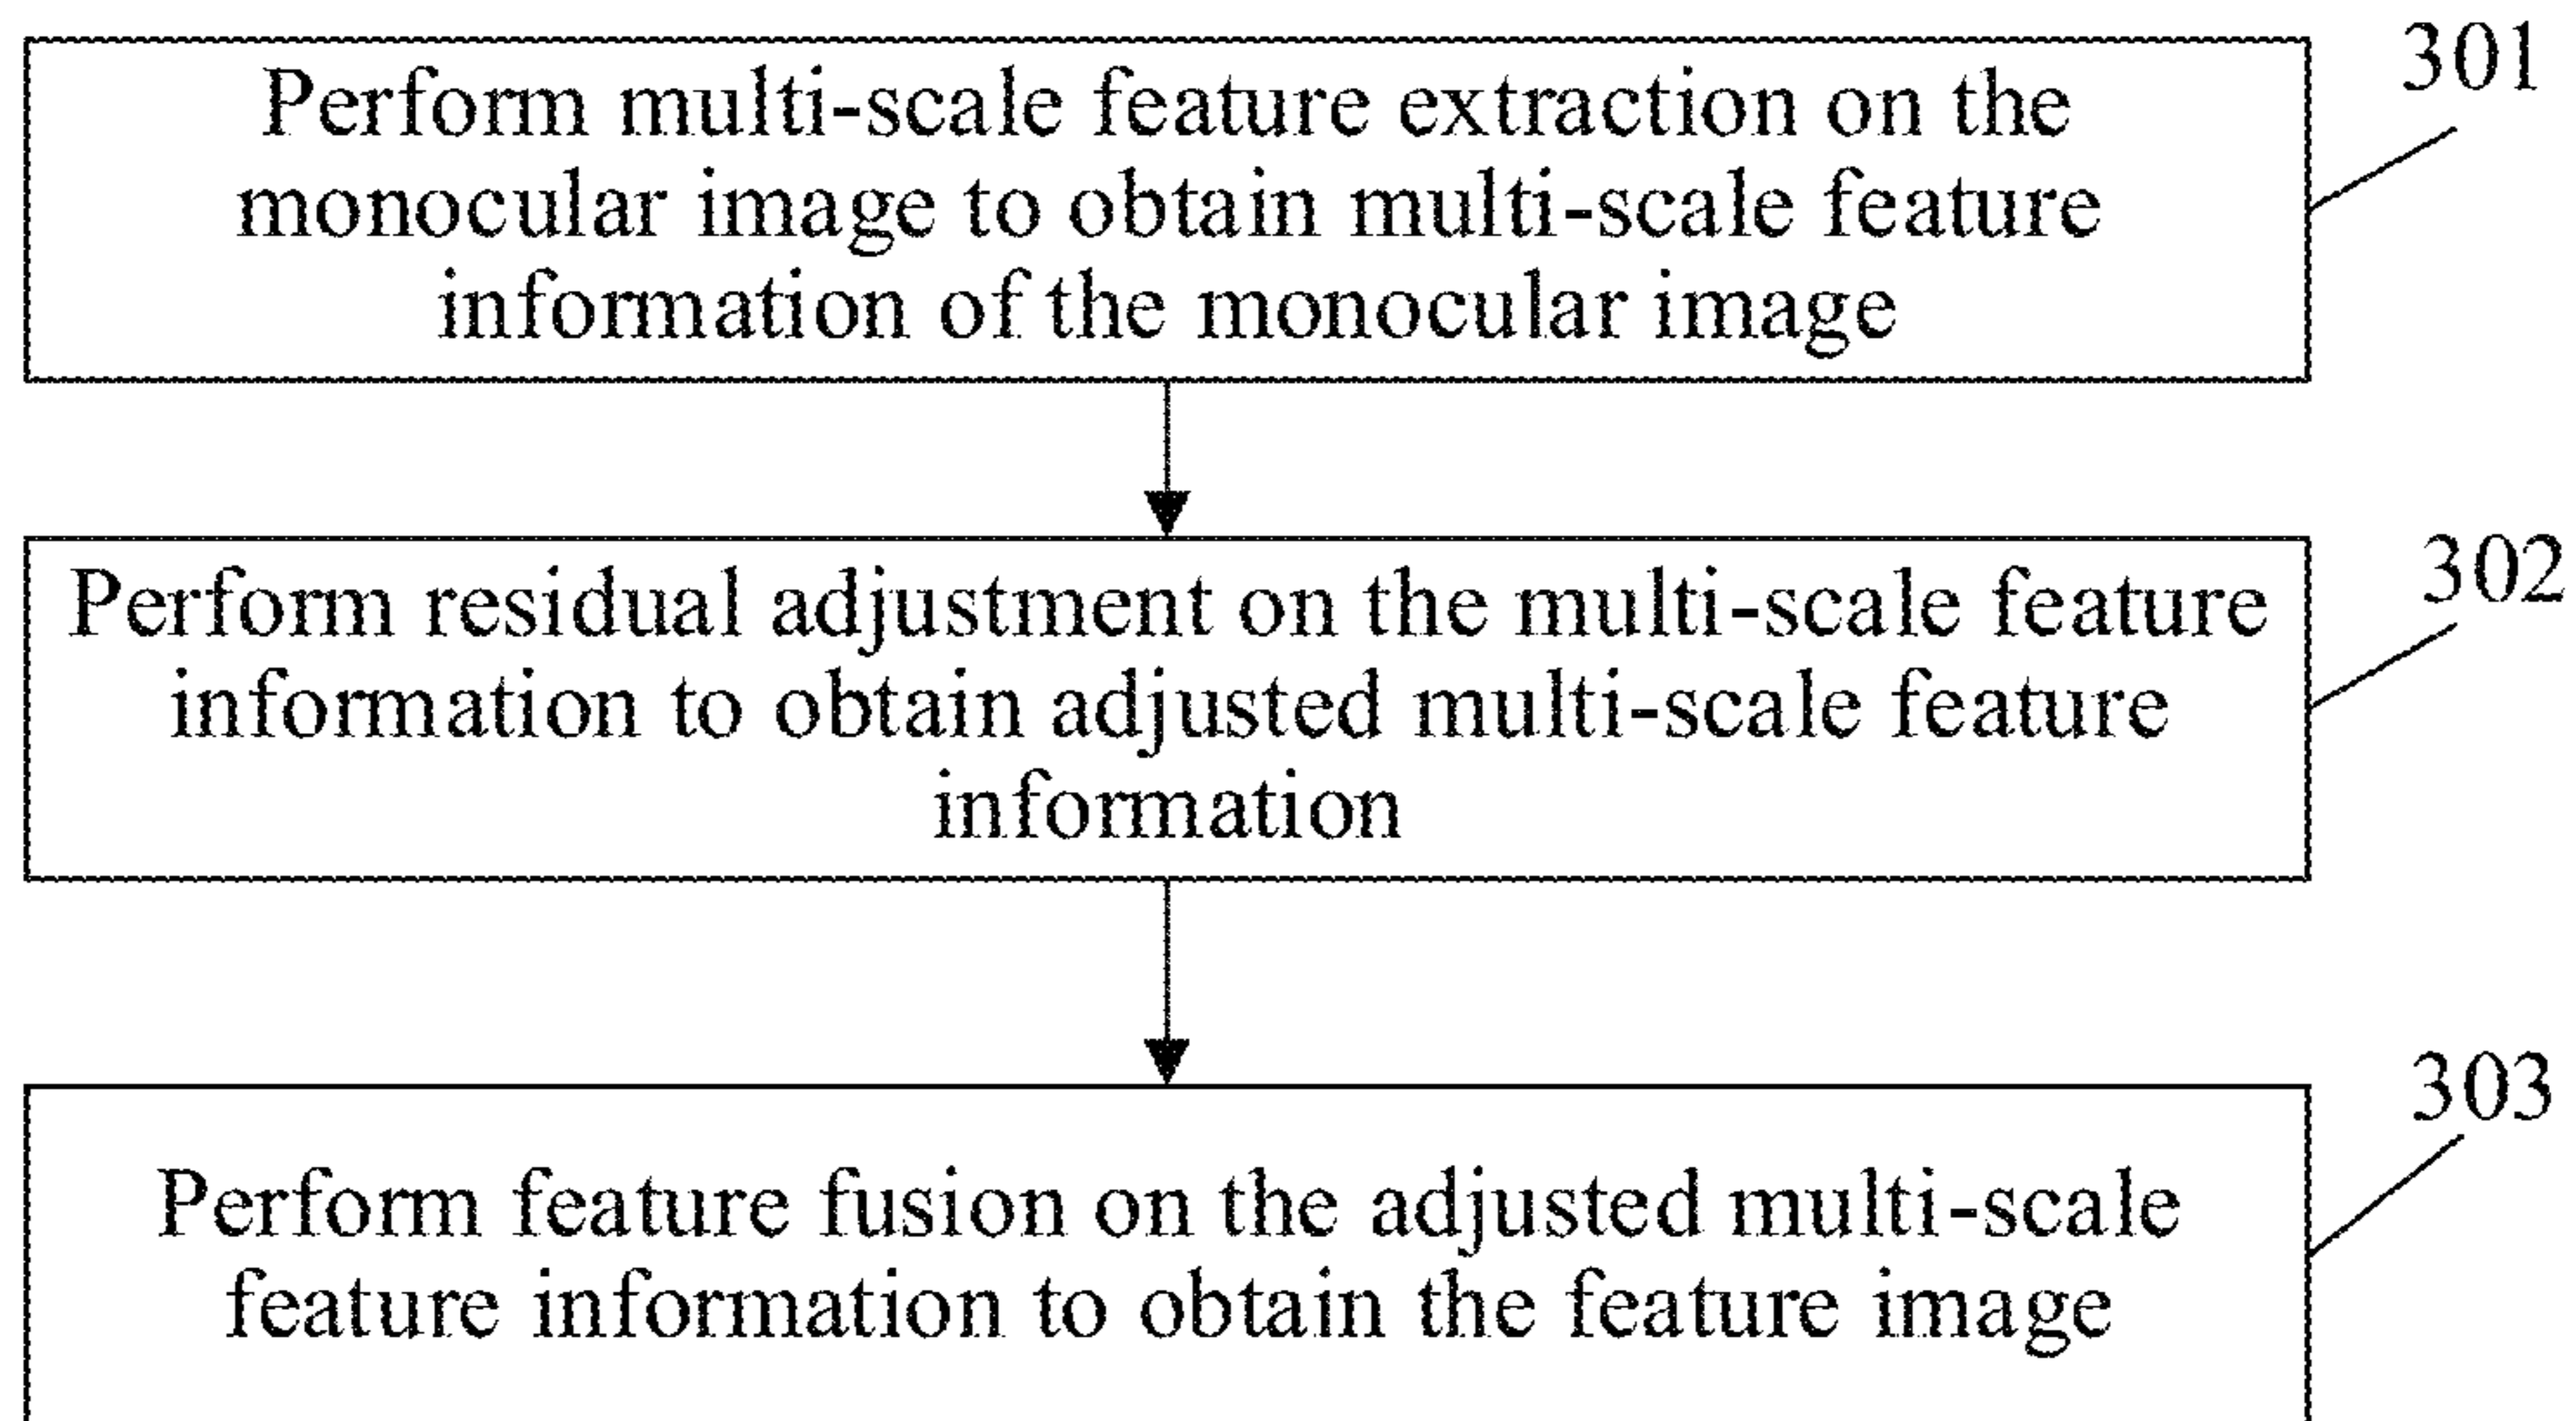 301
Perform multi-scale feature extraction on the
monocular image to obtain multi-scale feature
information of the monocular image
302
Perform residual adjustment on the multi-scale feature
information to obtain adjusted multi-scale feature
information
303
Perform feature fusion on the adjusted multi-scale
feature information to obtain the feature image